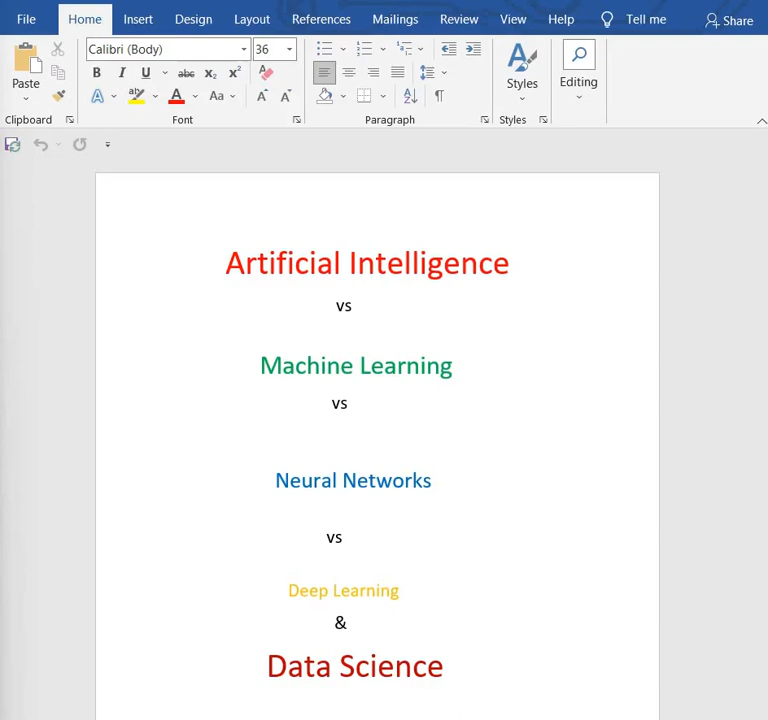 File Home Insert Design Layout References Mailings Review View Help Tell me Share
Calibri (Body) 36
B I U abc x₂ x²
Paste Styles Editing
A aby A Aa A A A Z ¶
Clipboard Font Paragraph Styles
Artificial Intelligence
vs
Machine Learning
vs
Neural Networks
vs
Deep Learning
&
Data Science